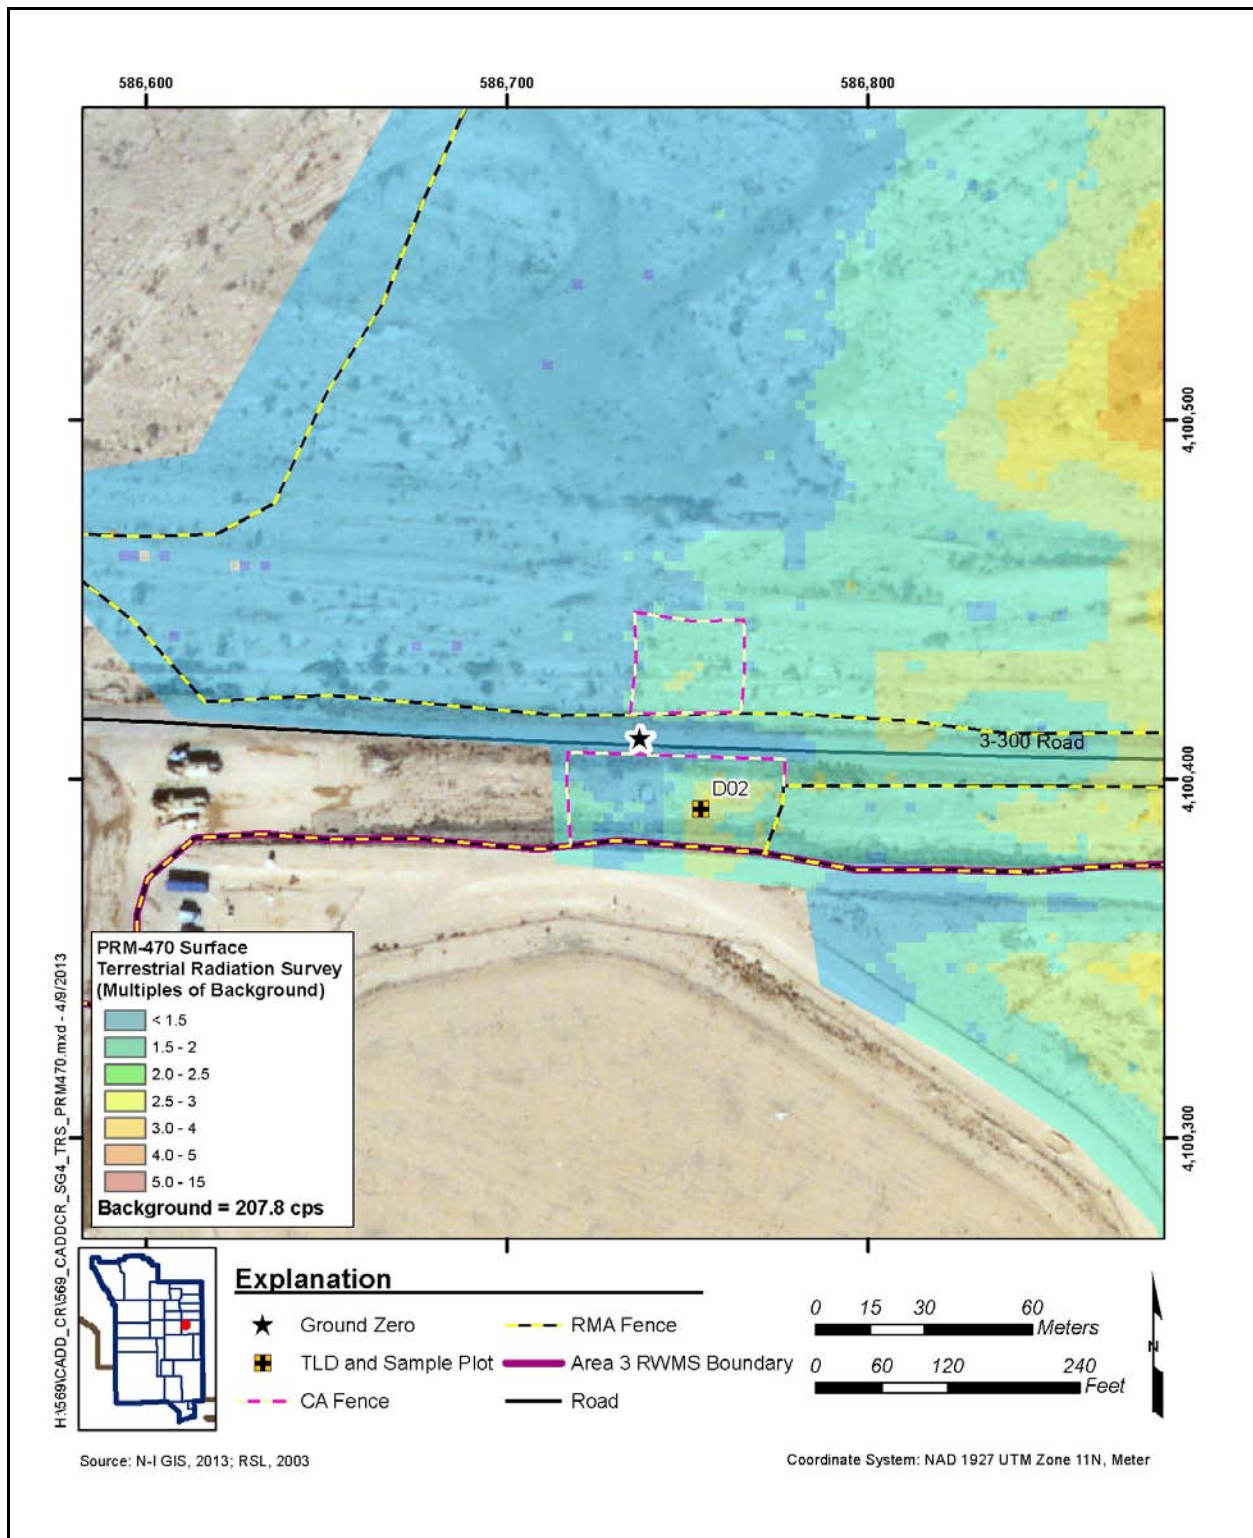 586,600 586,700 586,800
4,100,500
3-300 Road
D02
4,100,400
4,100,300
PRM-470 Surface
Terrestrial Radiation Survey
(Multiples of Background)
< 1.5
1.5 - 2
2.0 - 2.5
2.5 - 3
3.0 - 4
4.0 - 5
5.0 - 15
Background = 207.8 cps
H:\569\CADD_CR\569_CADDCR_SG4_TRS_PRM470.mxd - 4/9/2013
Explanation
Ground Zero
TLD and Sample Plot
CA Fence
RMA Fence
Area 3 RWMS Boundary
Road
0 15 30 60
Meters
0 60 120 240
Feet
N
Source: N-I GIS, 2013; RSL, 2003
Coordinate System: NAD 1927 UTM Zone 11N, Meter